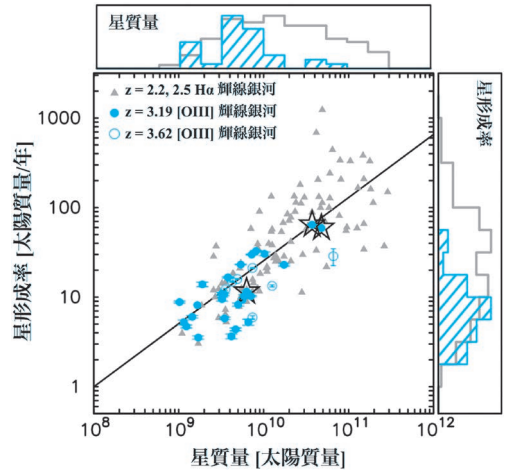 星質量
星形成率
z = 2.2, 2.5 Hα 輝線銀河
z = 3.19 [OIII] 輝線銀河
z = 3.62 [OIII] 輝線銀河
1000
100
10
1
星形成率 [太陽質量/年]
10⁸ 10⁹ 10¹⁰ 10¹¹ 10¹²
星質量 [太陽質量]